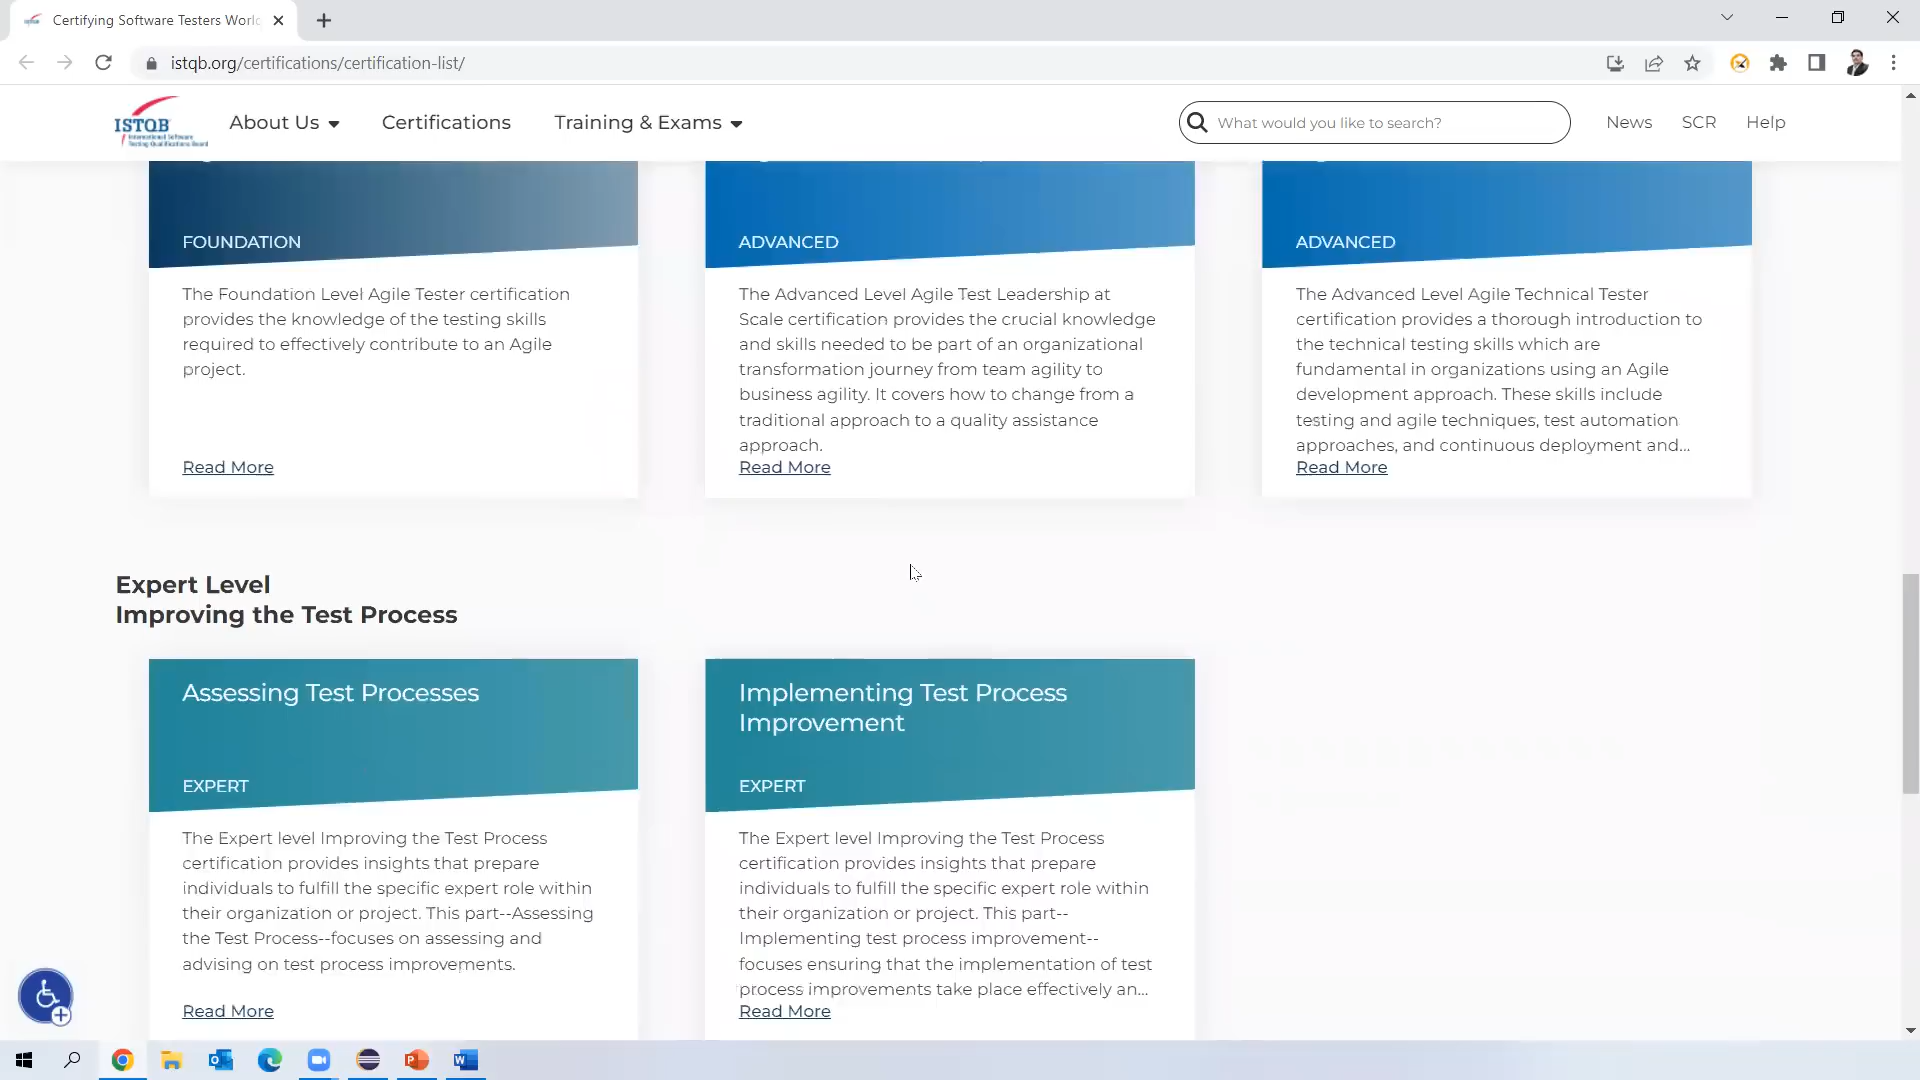 Certifying Software Testers Worl
istqb.org/certifications/certification-list/
ISTQB
International Software
Testing Qualifications Board
About Us
Certifications
Training & Exams
What would you like to search?
News
SCR
Help
FOUNDATION
The Foundation Level Agile Tester certification
provides the knowledge of the testing skills
required to effectively contribute to an Agile
project.
Read More
ADVANCED
The Advanced Level Agile Test Leadership at
Scale certification provides the crucial knowledge
and skills needed to be part of an organizational
transformation journey from team agility to
business agility. It covers how to change from a
traditional approach to a quality assistance
approach.
Read More
ADVANCED
The Advanced Level Agile Technical Tester
certification provides a thorough introduction to
the technical testing skills which are
fundamental in organizations using an Agile
development approach. These skills include
testing and agile techniques, test automation
approaches, and continuous deployment and...
Read More
Expert Level
Improving the Test Process
Assessing Test Processes
EXPERT
The Expert level Improving the Test Process
certification provides insights that prepare
individuals to fulfill the specific expert role within
their organization or project. This part--Assessing
the Test Process--focuses on assessing and
advising on test process improvements.
Read More
Implementing Test Process
Improvement
EXPERT
The Expert level Improving the Test Process
certification provides insights that prepare
individuals to fulfill the specific expert role within
their organization or project. This part--
Implementing test process improvement--
focuses ensuring that the implementation of test
process improvements take place effectively an...
Read More